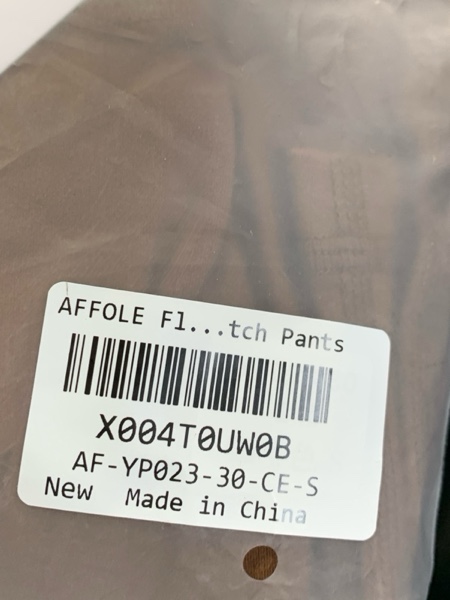 AFFOLE Fl...tch Pants
X004T0UW0B
AF-YP023-30-CE-S
New Made in China